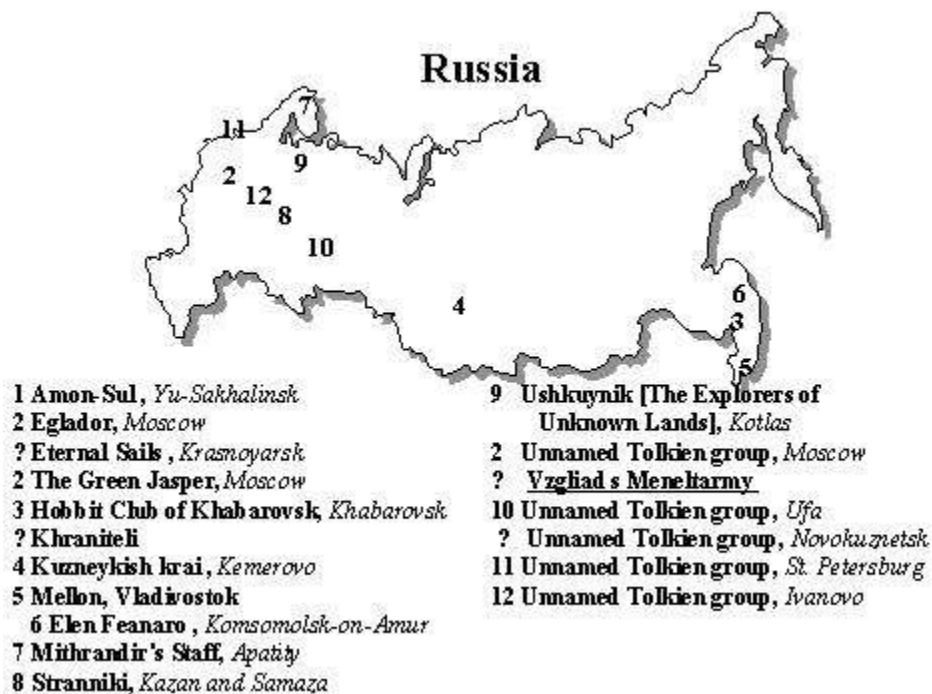 Russia
7
11
9
2
12
8
10
4
6
3
5
1 Amon-Sul, Yu-Sakhalinsk
2 Eglador, Moscow
? Eternal Sails , Krasnoyarsk
2 The Green Jasper, Moscow
3 Hobbit Club of Khabarovsk, Khabarovsk
? Khraniteli
4 Kuzneykish krai , Kemerovo
5 Mellon, Vladivostok
6 Elen Feanaro , Komsomolsk-on-Amur
7 Mithrandir's Staff, Apatity
8 Stranniki, Kazan and Samaza
9 Ushkuynik [The Explorers of
Unknown Lands], Kotlas
2 Unnamed Tolkien group, Moscow
? Vzgliad s Meneltarmy
10 Unnamed Tolkien group, Ufa
? Unnamed Tolkien group, Novokuznetsk
11 Unnamed Tolkien group, St. Petersburg
12 Unnamed Tolkien group, Ivanovo